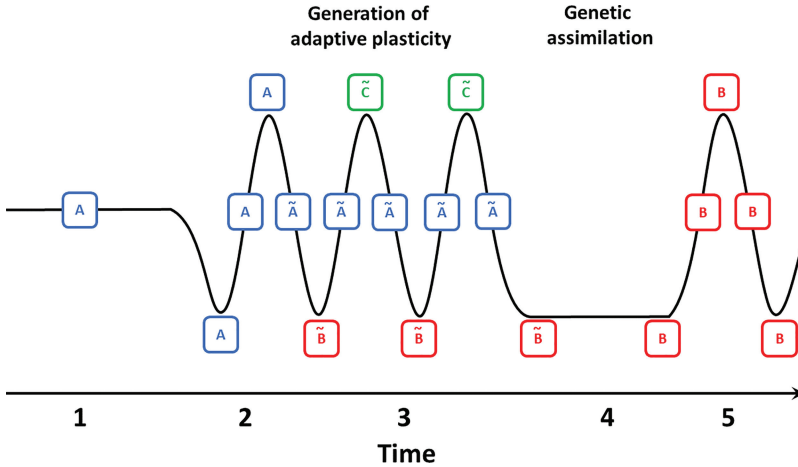 Generation of
adaptive plasticity
Genetic
assimilation
A C̃ C̃ B
A A Ã Ã Ã Ã Ã B B
A B̃ B̃ B̃ B B
1 2 3 4 5
Time